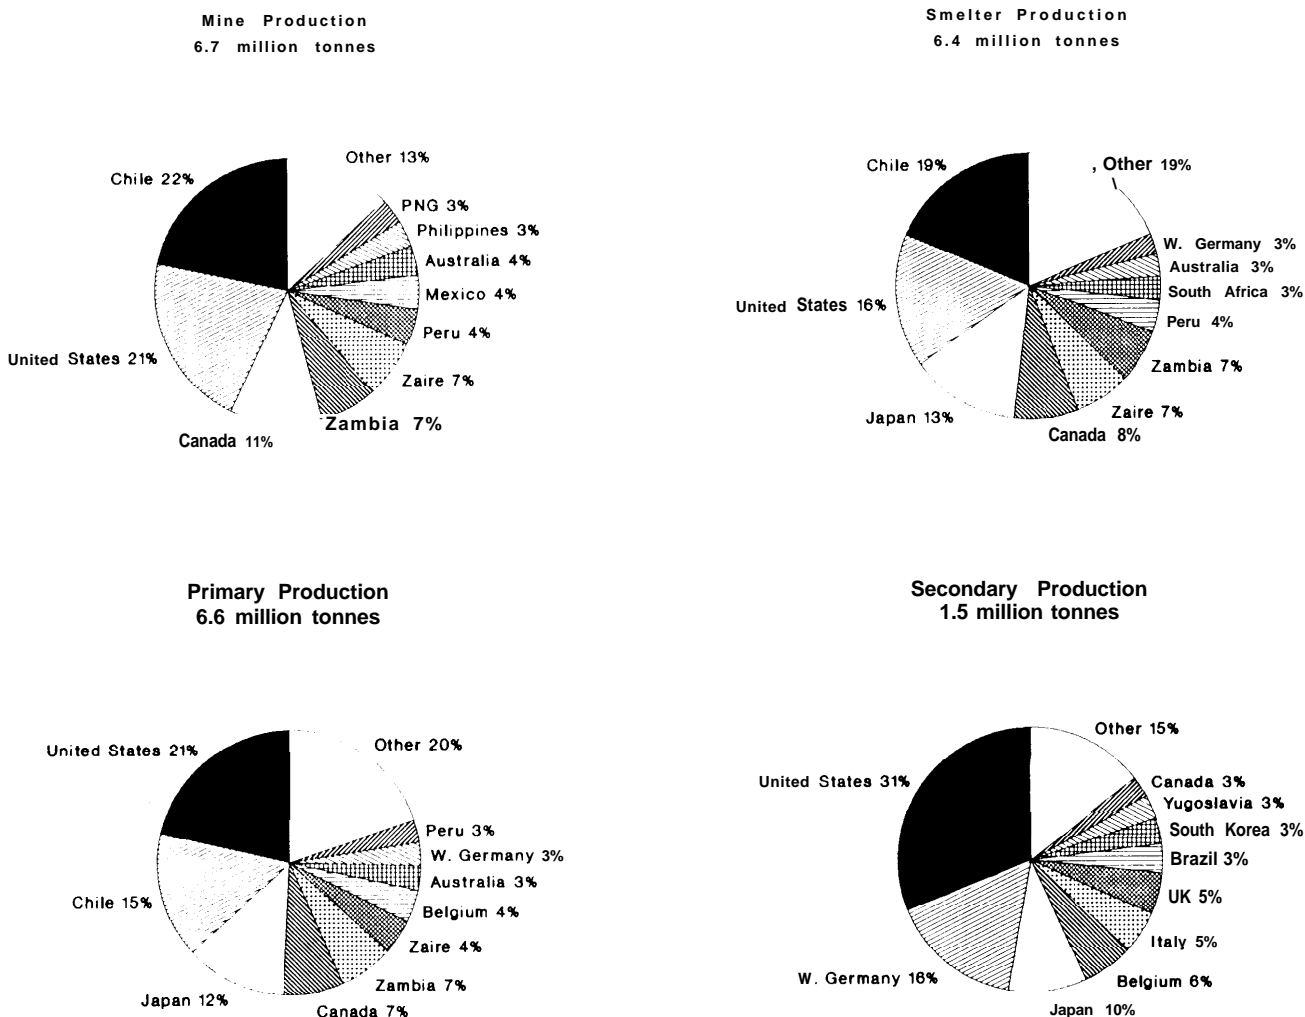 Mine Production
6.7 million tonnes
Other 13%
Chile 22%
PNG 3%
Philippines 3%
Australia 4%
Mexico 4%
Peru 4%
United States 21%
Zaire 7%
Zambia 7%
Canada 11%
Smelter Production
6.4 million tonnes
Chile 19%
, Other 19%
W. Germany 3%
Australia 3%
South Africa 3%
United States 16%
Peru 4%
Zambia 7%
Zaire 7%
Japan 13%
Canada 8%
Primary Production
6.6 million tonnes
United States 21%
Other 20%
Peru 3%
W. Germany 3%
Australia 3%
Chile 15%
Belgium 4%
Zaire 4%
Zambia 7%
Japan 12%
Canada 7%
Secondary Production
1.5 million tonnes
Other 15%
United States 31%
Canada 3%
Yugoslavia 3%
South Korea 3%
Brazil 3%
UK 5%
Italy 5%
W. Germany 16%
Belgium 6%
Japan 10%